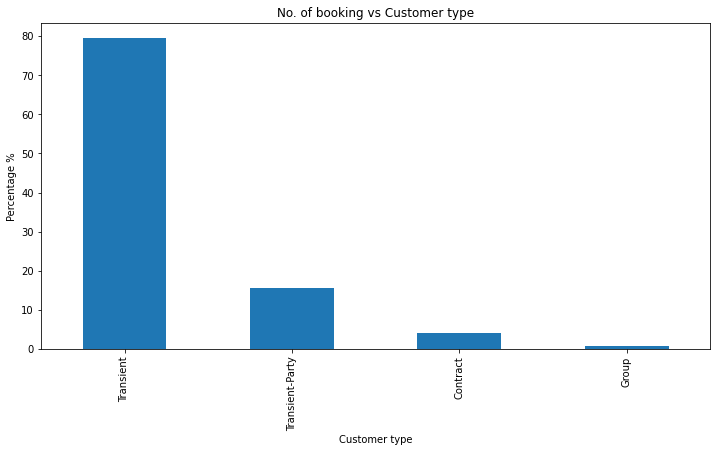 No. of booking vs Customer type
Percentage %
80
70
60
50
40
30
20
10
0
Transient
Transient-Party
Contract
Group
Customer type